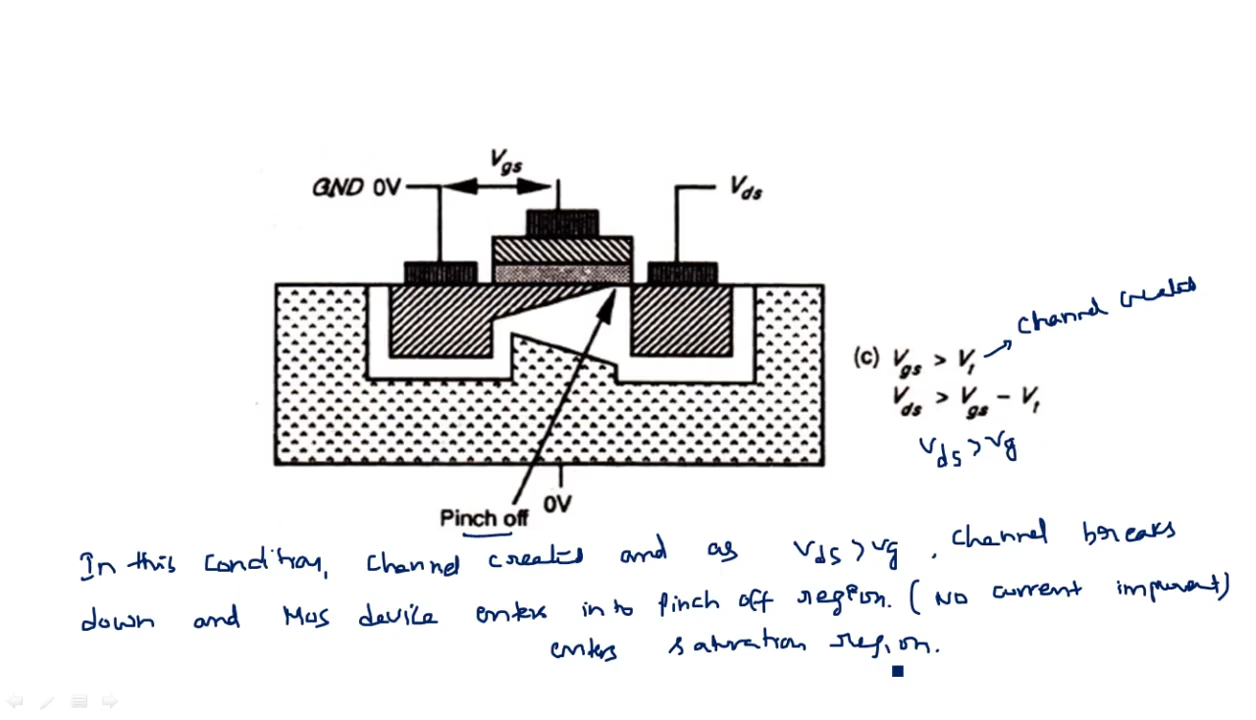 Vgs
GND 0V
Vds
channel created
(c) Vgs > Vt
Vds > Vgs - Vt
Vds > Vg
0V
Pinch off
In this condition, channel created and as Vds > Vg, channel breaks
down and MOS device enters in to pinch off region. (No current
enters saturation region.